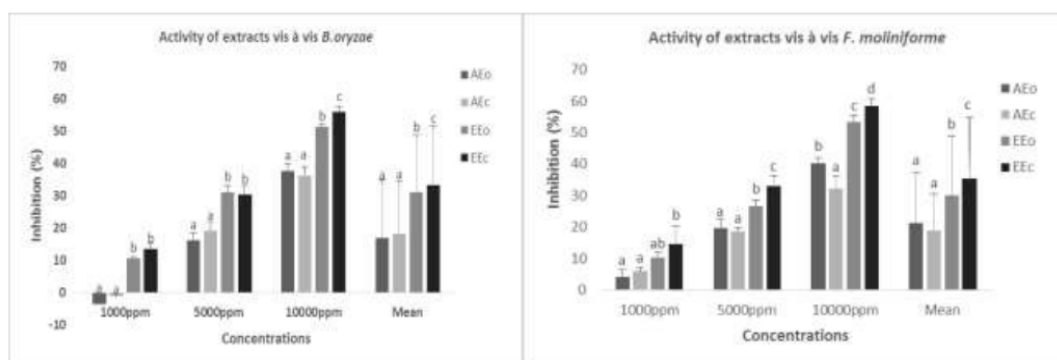 Activity of extracts vis à vis B.oryzae
70
60
50
40
30
20
10
0
-10
Inhibition (%)
a a b b
a a b b
a a b c
a a b c
1000ppm 5000ppm 10000ppm Mean
Concentrations
AEo
AEc
EEo
EEc
Activity of extracts vis à vis F. moliniforme
70
60
50
40
30
20
10
0
Inhibition (%)
a a ab b
a a b c
b a c d
a a b c
1000ppm 5000ppm 10000ppm Mean
Concentrations
AEo
AEc
EEo
EEc